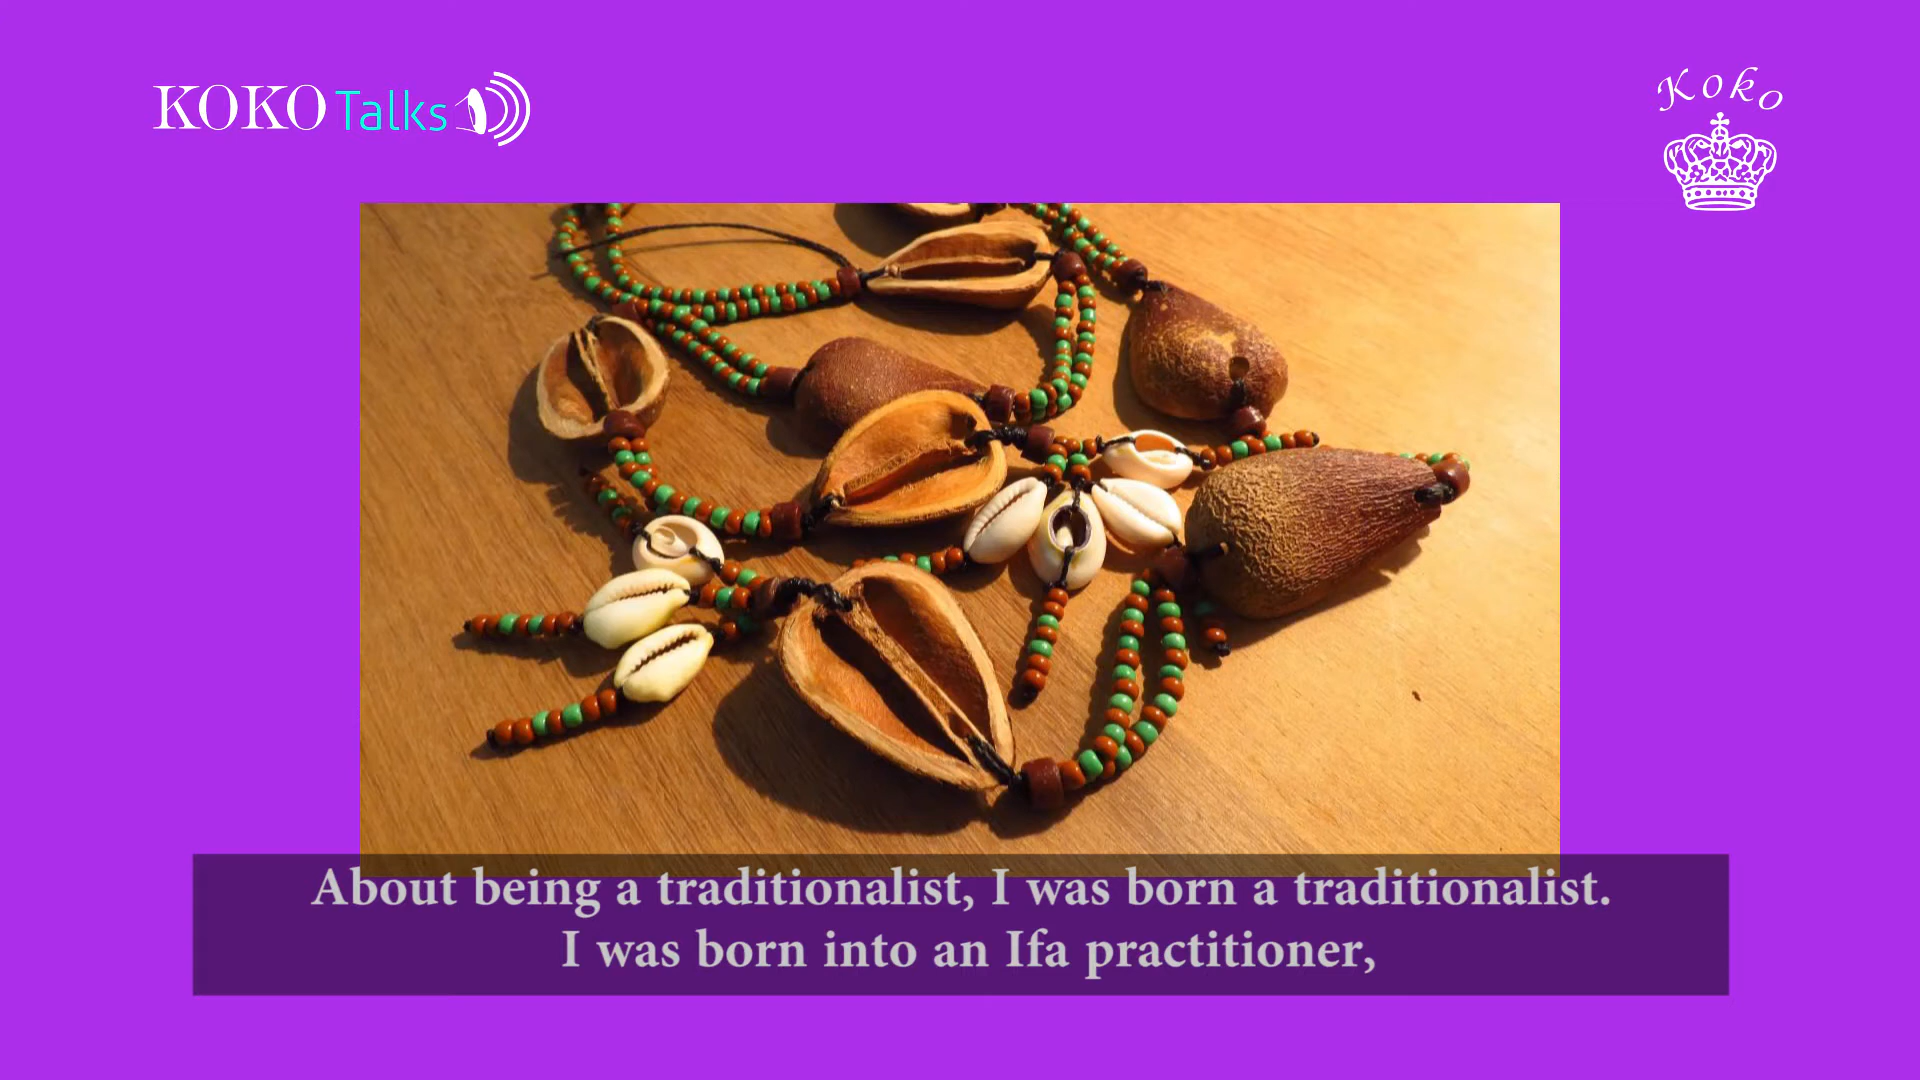 KOKO Talks
Koko
About being a traditionalist, I was born a traditionalist.
I was born into an Ifa practitioner,